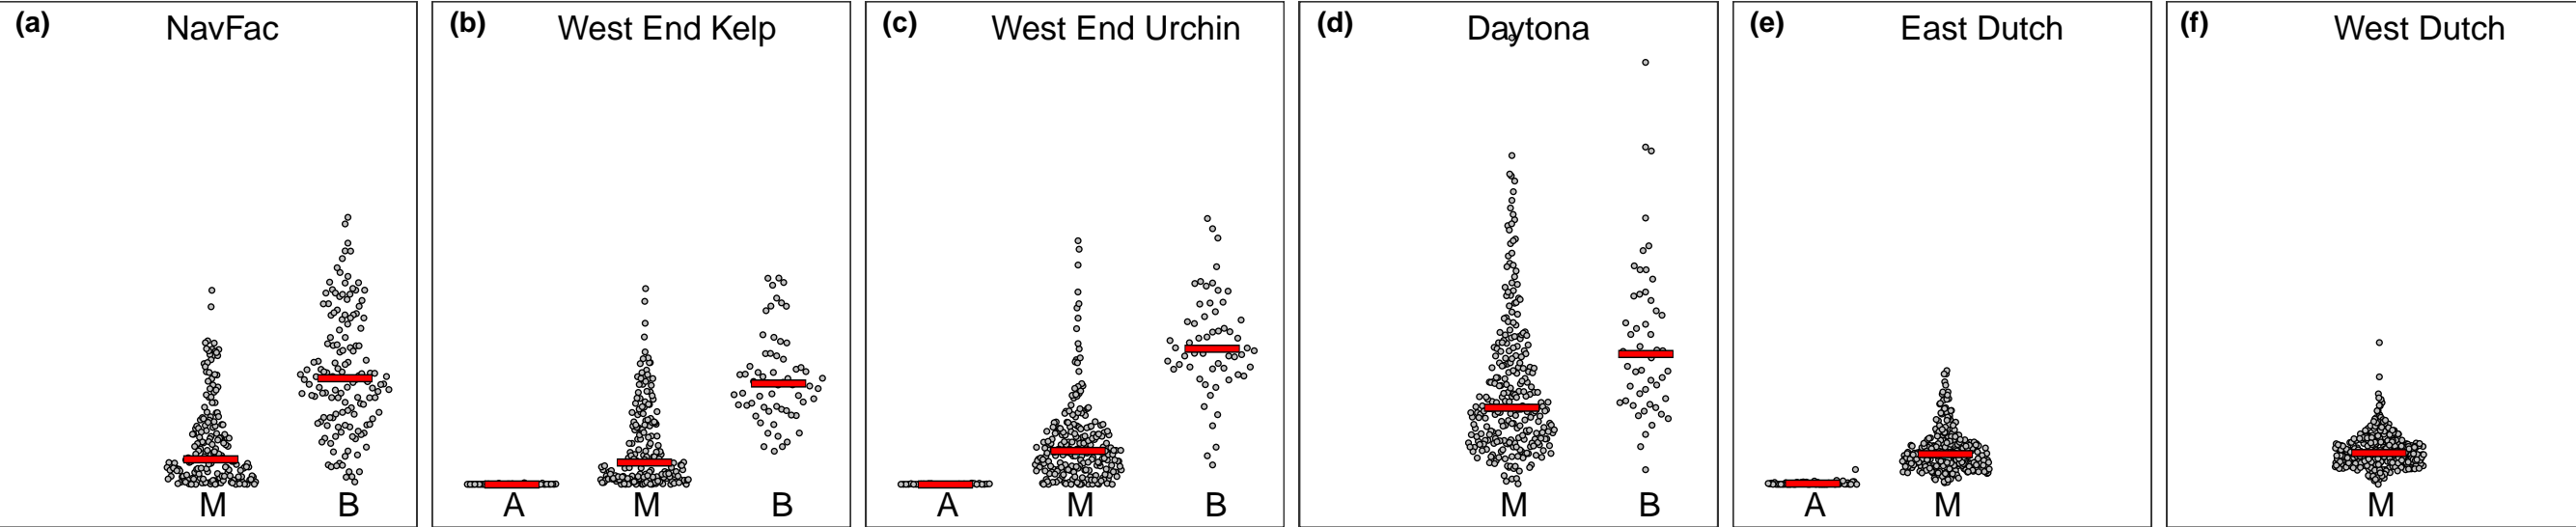 (a) NavFac
M B
(b) West End Kelp
A M B
(c) West End Urchin
A M B
(d) Daytona
M B
(e) East Dutch
A M
(f) West Dutch
M